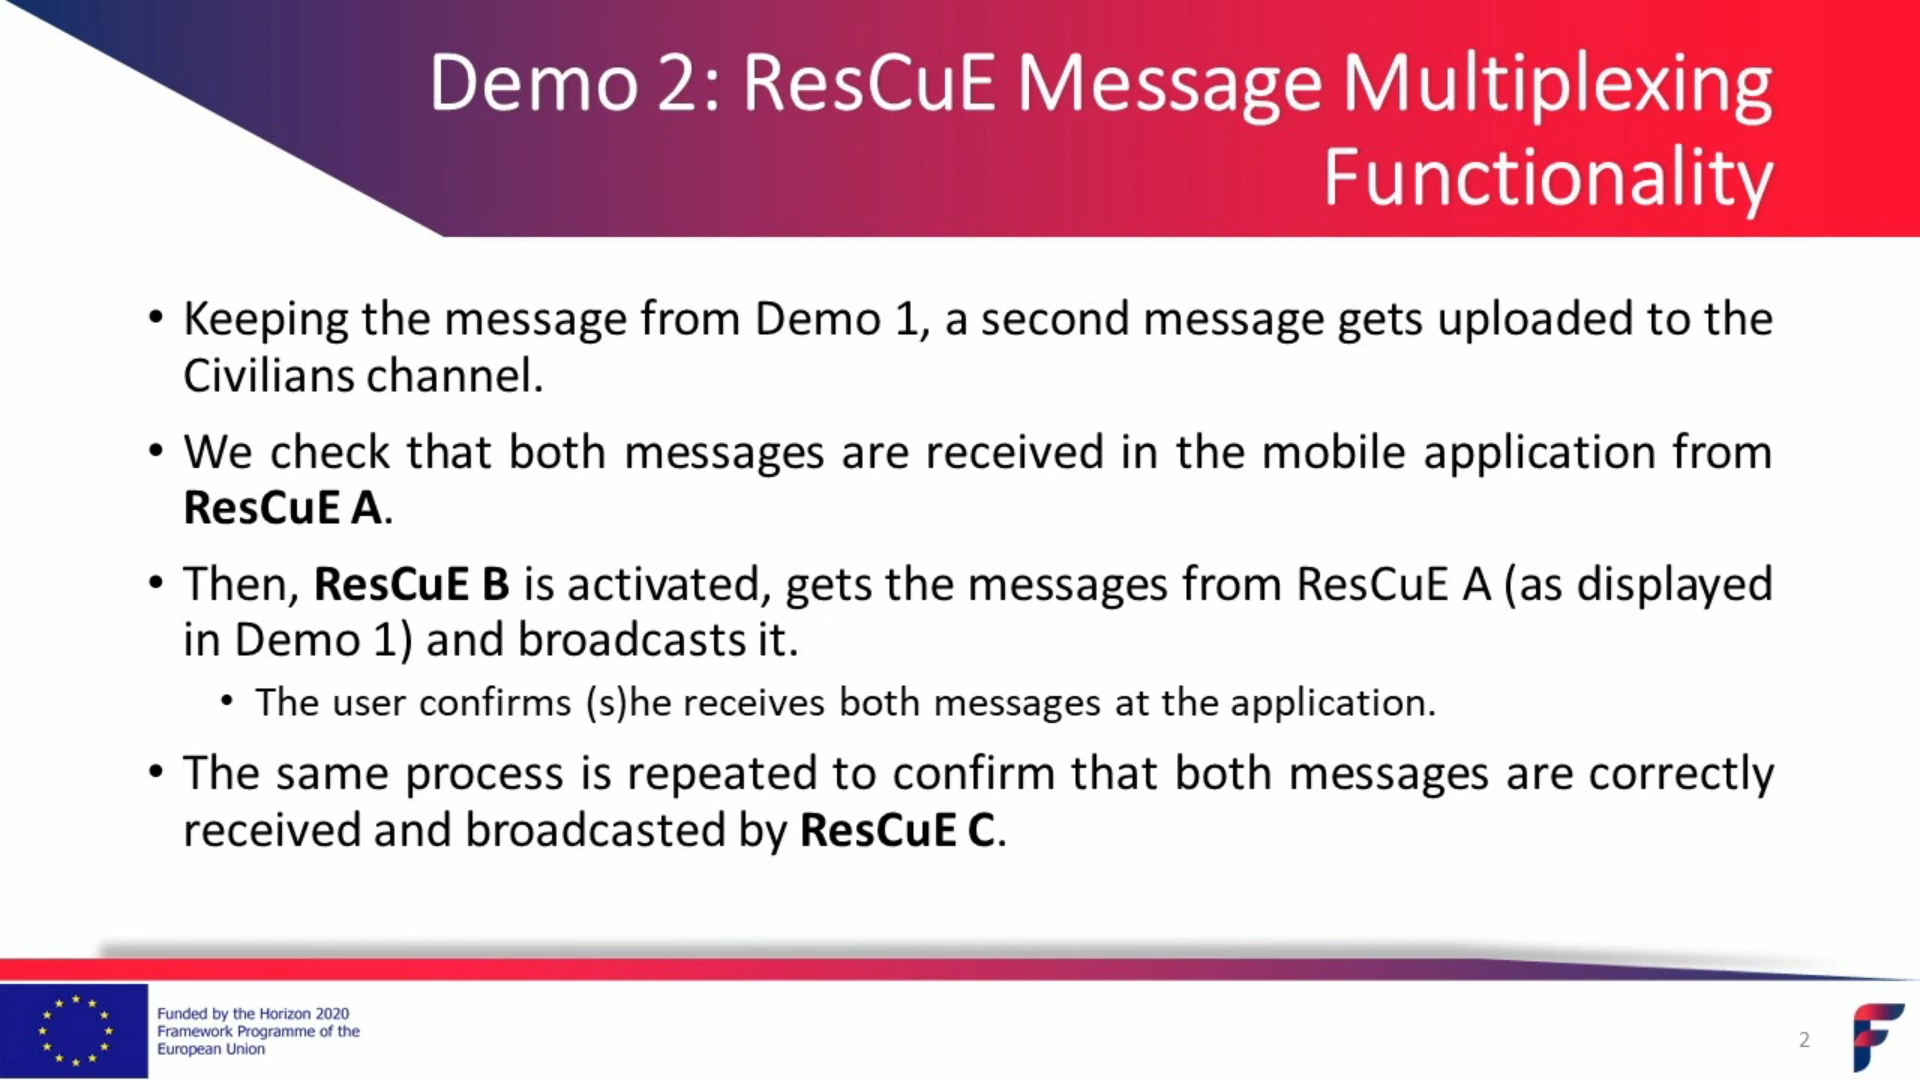 Demo 2: ResCuE Message Multiplexing
Functionality
• Keeping the message from Demo 1, a second message gets uploaded to the
Civilians channel.
• We check that both messages are received in the mobile application from
ResCuE A.
• Then, ResCuE B is activated, gets the messages from ResCuE A (as displayed
in Demo 1) and broadcasts it.
• The user confirms (s)he receives both messages at the application.
• The same process is repeated to confirm that both messages are correctly
received and broadcasted by ResCuE C.
Funded by the Horizon 2020
Framework Programme of the
European Union
2